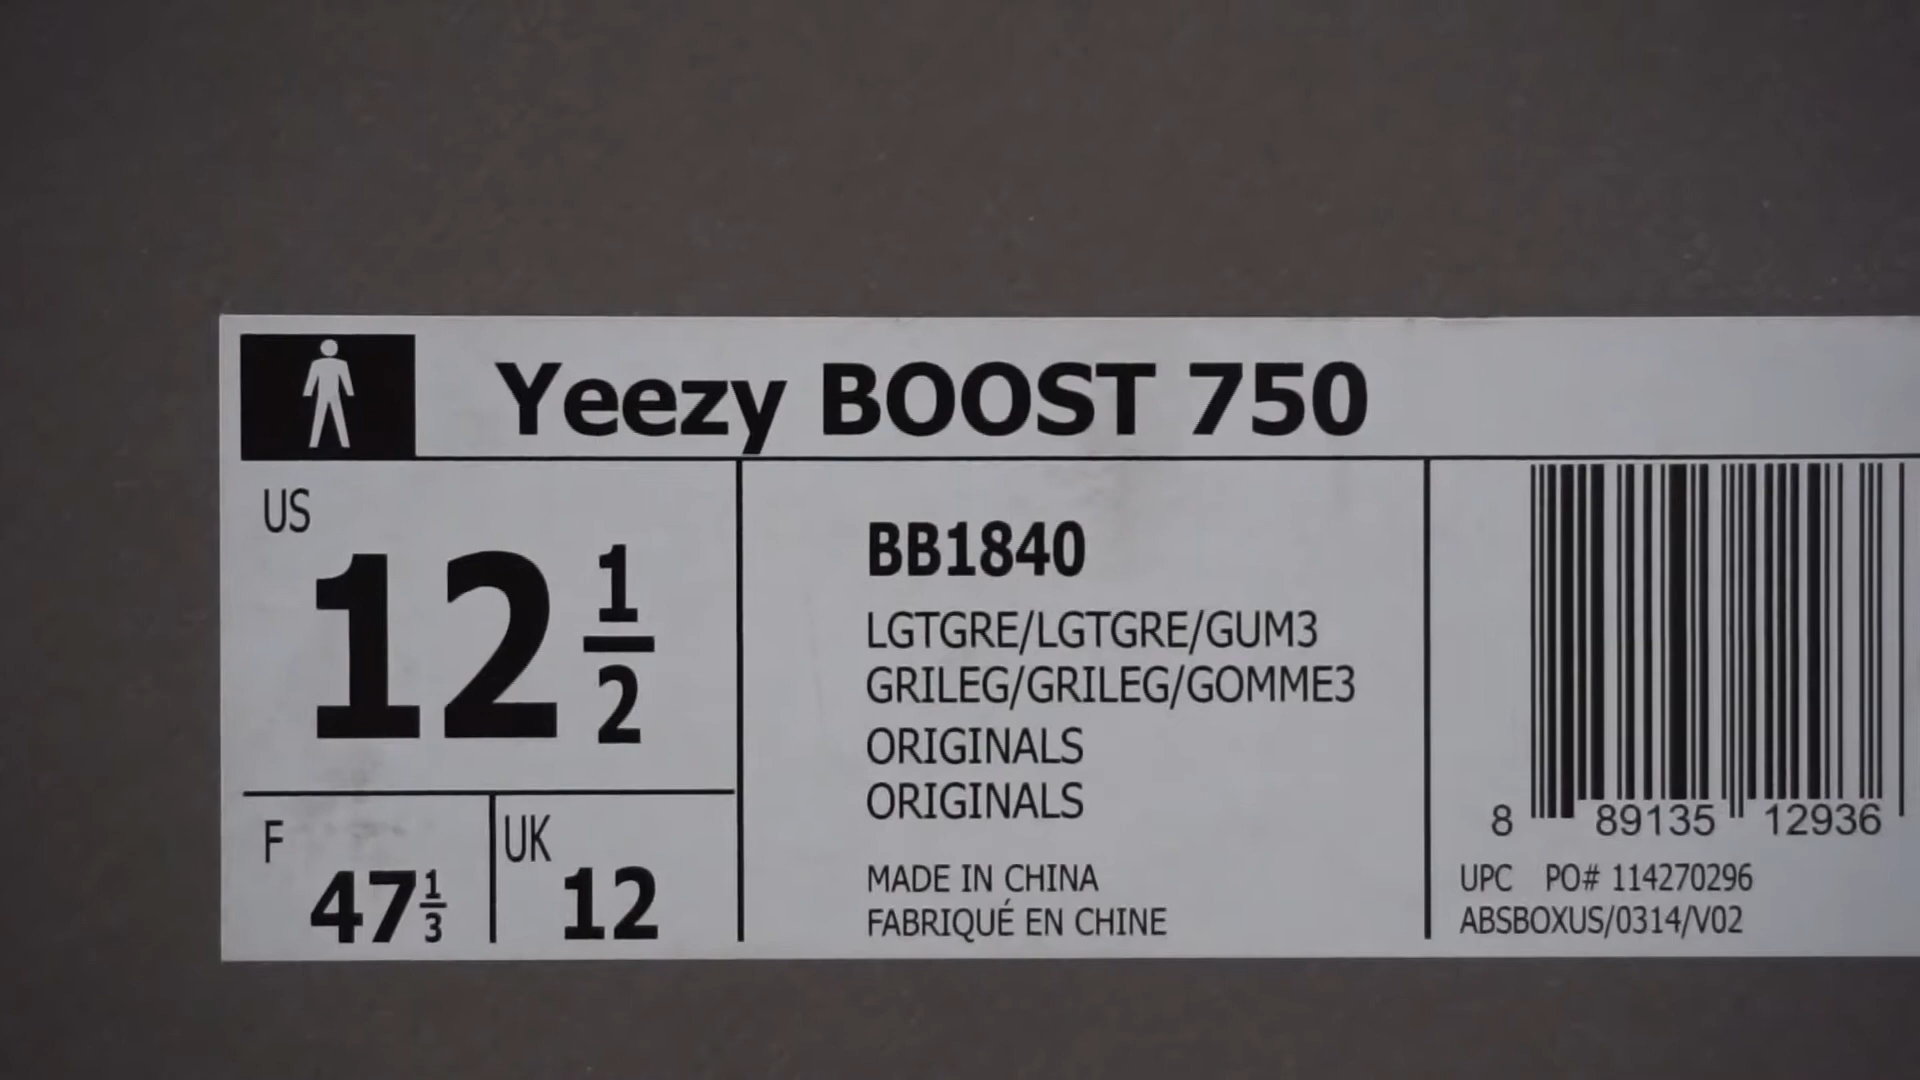 Yeezy BOOST 750
US
12 1/2
F
47 1/3
UK
12
BB1840
LGTGRE/LGTGRE/GUM3
GRILEG/GRILEG/GOMME3
ORIGINALS
ORIGINALS
MADE IN CHINA
FABRIQUÉ EN CHINE
8 89135 12936
UPC PO# 114270296
ABSBOXUS/0314/V02